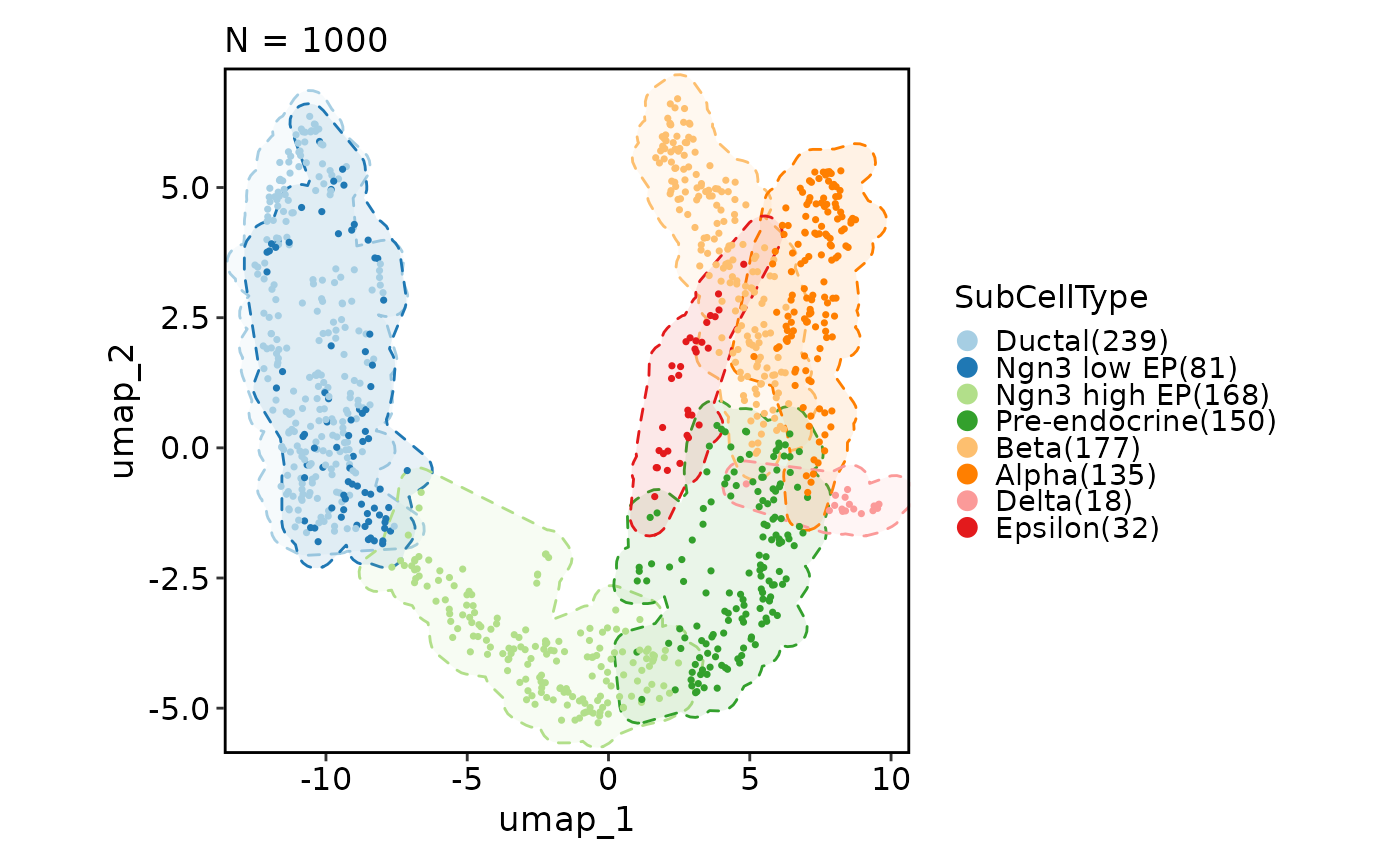 N = 1000
5.0
2.5
0.0
-2.5
-5.0
umap_2
-10
-5
0
5
10
umap_1
SubCellType
Ductal(239)
Ngn3 low EP(81)
Ngn3 high EP(168)
Pre-endocrine(150)
Beta(177)
Alpha(135)
Delta(18)
Epsilon(32)